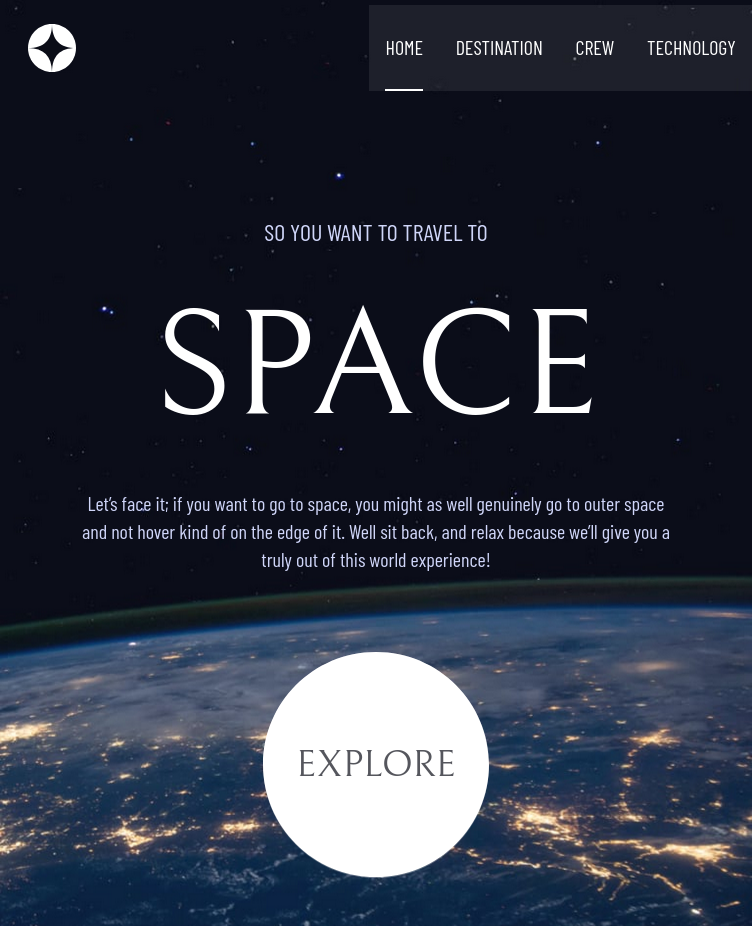 HOME DESTINATION CREW TECHNOLOGY
SO YOU WANT TO TRAVEL TO
SPACE
Let's face it; if you want to go to space, you might as well genuinely go to outer space
and not hover kind of on the edge of it. Well sit back, and relax because we'll give you a
truly out of this world experience!
EXPLORE